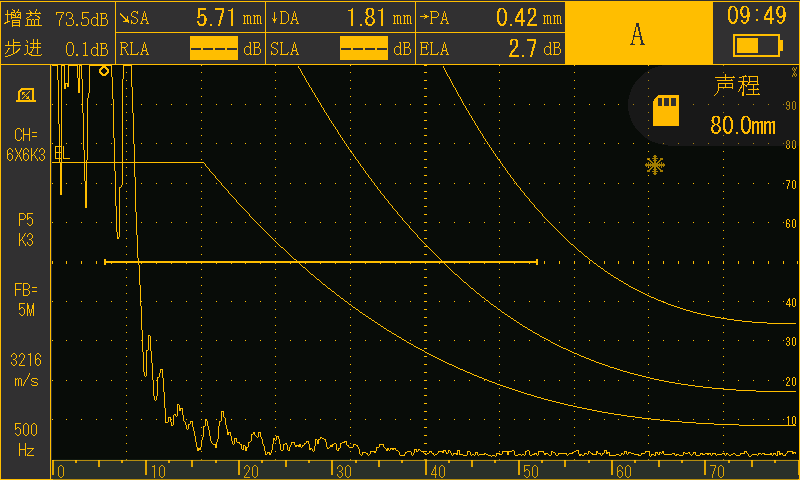 增益 73.5dB ↘SA 5.71 mm ↓DA 1.81 mm →PA 0.42 mm A 09:49
步进 0.1dB RLA ---- dB SLA ---- dB ELA 2.7 dB
声程
80.0mm
%
90
80
70
60
50
40
30
20
10
CH=
6X6K3
EL
P5
K3
FB=
5M
3216
m/s
500
Hz
0 10 20 30 40 50 60 70